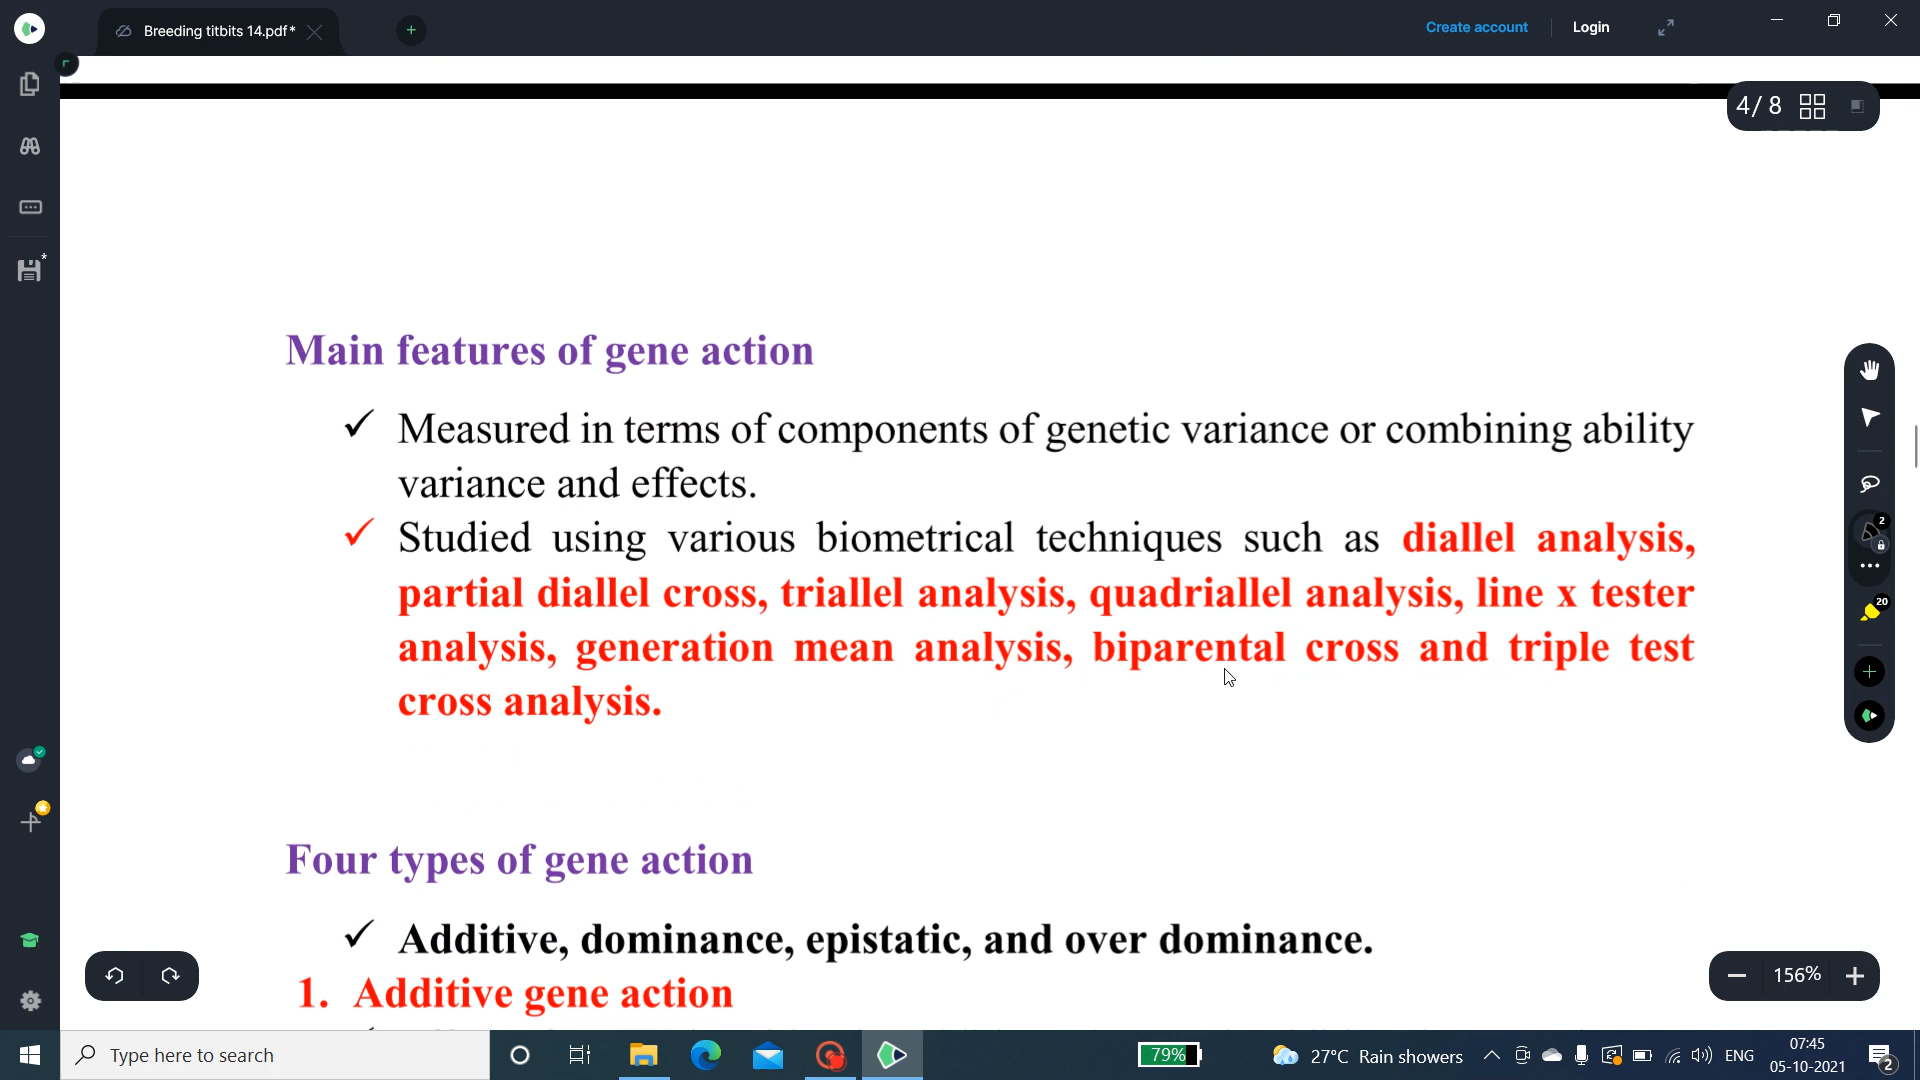 Breeding titbits 14.pdf*
Create account
Login
4/ 8
Main features of gene action
✓ Measured in terms of components of genetic variance or combining ability
variance and effects.
✓ Studied using various biometrical techniques such as diallel analysis,
partial diallel cross, triallel analysis, quadriallel analysis, line x tester
analysis, generation mean analysis, biparental cross and triple test
cross analysis.
2
20
Four types of gene action
✓ Additive, dominance, epistatic, and over dominance.
1. Additive gene action
156%
Type here to search
79%
27°C Rain showers
ENG
07:45
05-10-2021
2